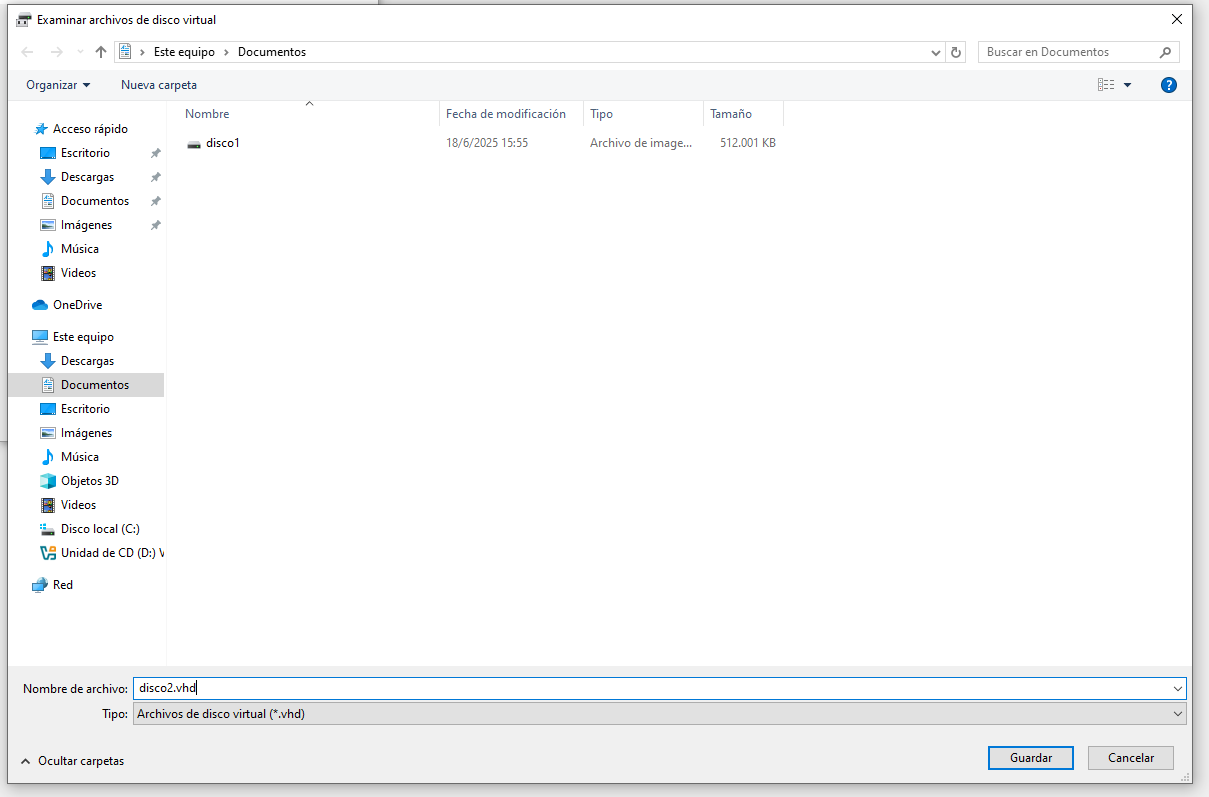 Examinar archivos de disco virtual
Este equipo > Documentos
Buscar en Documentos
Organizar
Nueva carpeta
?
Nombre
Fecha de modificación
Tipo
Tamaño
disco1
18/6/2025 15:55
Archivo de image...
512.001 KB
Acceso rápido
Escritorio
Descargas
Documentos
Imágenes
Música
Videos
OneDrive
Este equipo
Descargas
Documentos
Escritorio
Imágenes
Música
Objetos 3D
Videos
Disco local (C:)
Unidad de CD (D:) V
Red
Nombre de archivo: disco2.vhd
Tipo: Archivos de disco virtual (*.vhd)
Ocultar carpetas
Guardar
Cancelar